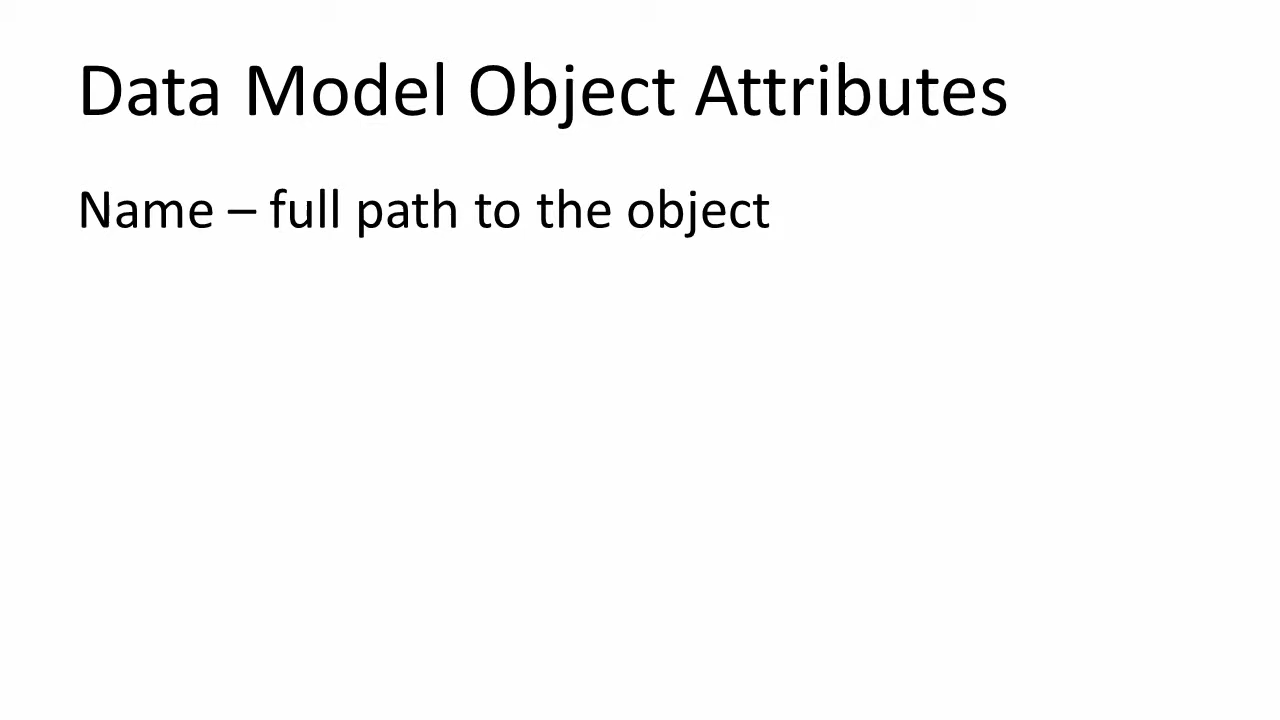 Data Model Object Attributes
Name – full path to the object